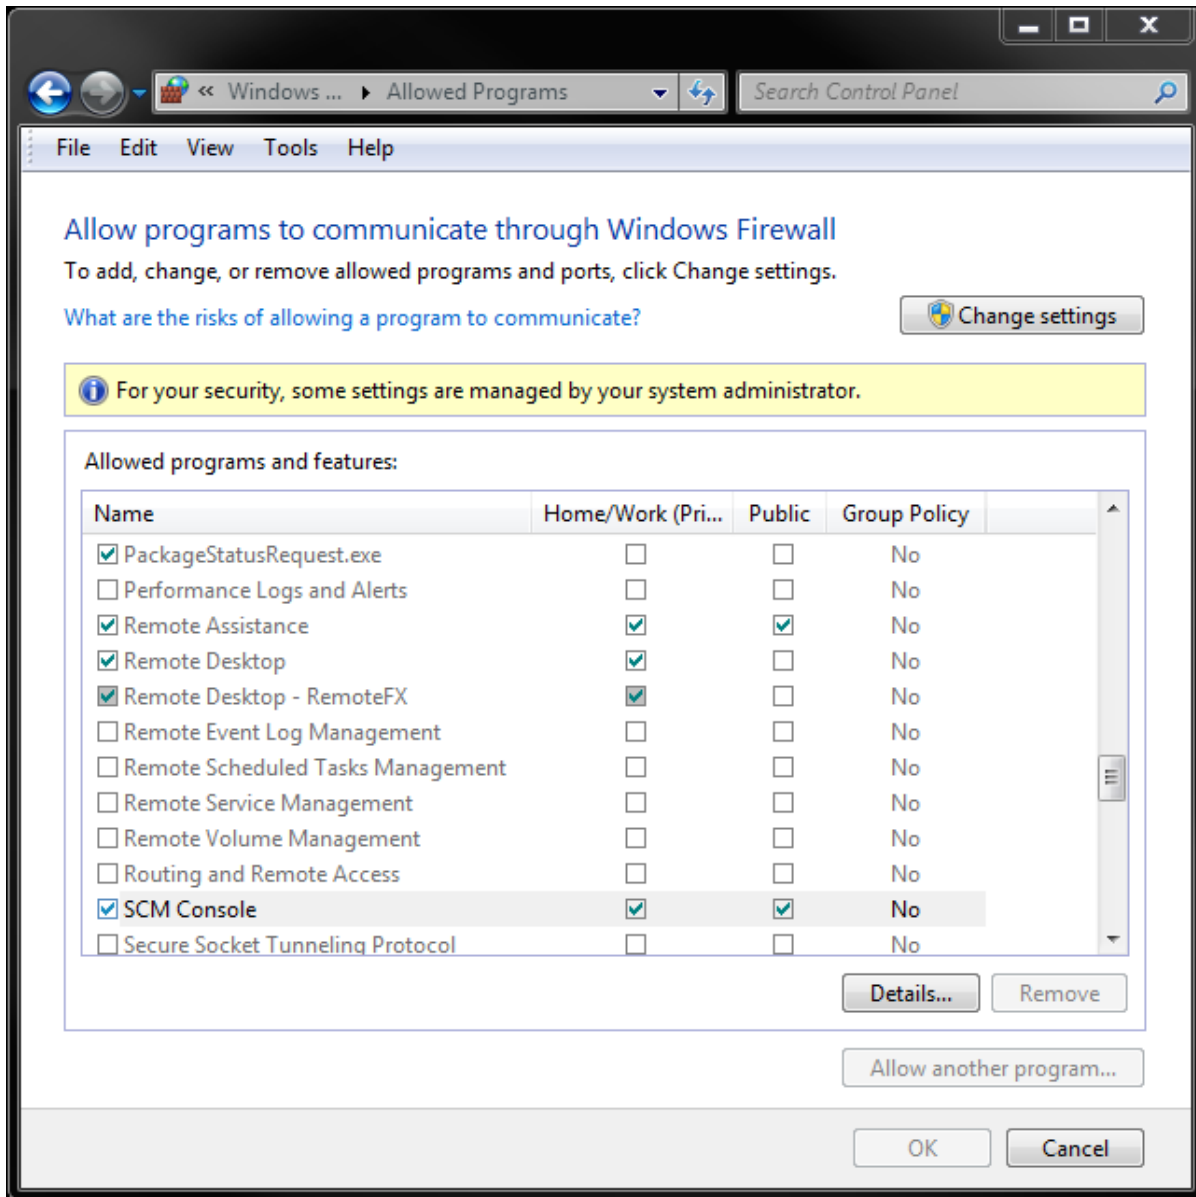 « Windows ... ▸ Allowed Programs
Search Control Panel
File Edit View Tools Help
Allow programs to communicate through Windows Firewall
To add, change, or remove allowed programs and ports, click Change settings.
What are the risks of allowing a program to communicate?
Change settings
For your security, some settings are managed by your system administrator.
Allowed programs and features:
Name Home/Work (Pri... Public Group Policy
PackageStatusRequest.exe No
Performance Logs and Alerts No
Remote Assistance No
Remote Desktop No
Remote Desktop - RemoteFX No
Remote Event Log Management No
Remote Scheduled Tasks Management No
Remote Service Management No
Remote Volume Management No
Routing and Remote Access No
SCM Console No
Secure Socket Tunneling Protocol No
Details... Remove
Allow another program...
OK Cancel